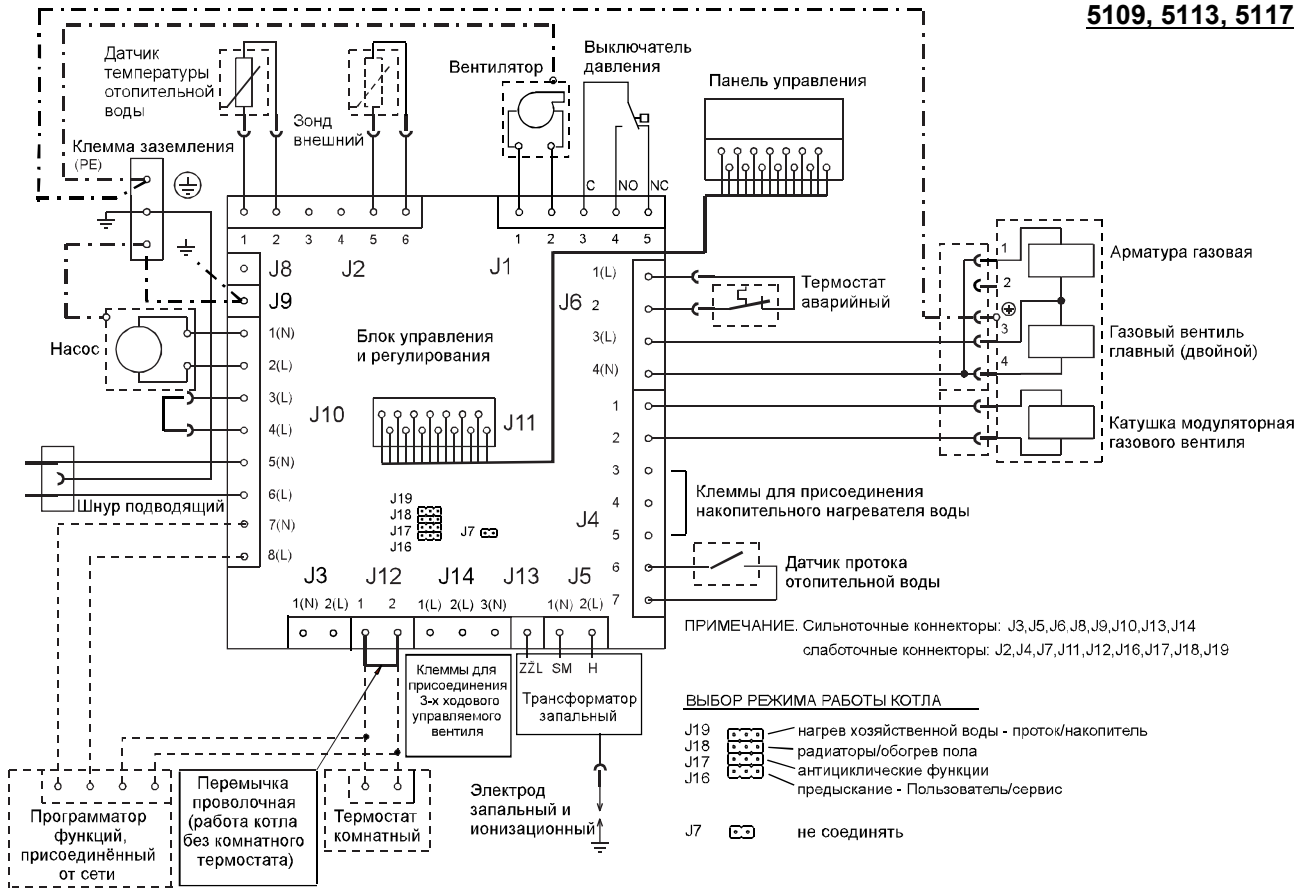 5109, 5113, 5117
Датчик
температуры
отопительной
воды
Зонд
внешний
Вентилятор
Выключатель
давления
Панель управления
Клемма заземления
(PE)
C NO NC
1 2 3 4 5 6
1 2 3 4 5
J8
J2
J1
J9
J6
1(L)
2
3(L)
4(N)
Термостат
аварийный
1
2
3
4
Арматура газовая
Газовый вентиль
главный (двойной)
Катушка модуляторная
газового вентиля
Насос
1(N)
2(L)
3(L)
4(L)
5(N)
6(L)
7(N)
8(L)
J10
Блок управления
и регулирования
J11
1
2
3
4
5
6
7
J4
Клеммы для присоединения
накопительного нагревателя воды
Датчик протока
отопительной воды
Шнур подводящий
J19
J18
J17
J16
J7
J3 J12 J14 J13 J5
1(N) 2(L) 1 2 1(L) 2(L) 3(N) 1(N) 2(L)
ПРИМЕЧАНИЕ. Сильноточные коннекторы: J3,J5,J6,J8,J9,J10,J13,J14
слаботочные коннекторы: J2,J4,J7,J11,J12,J16,J17,J18,J19
Клеммы для
присоединения
3-х ходового
управляемого
вентиля
ZŽL SM H
Трансформатор
запальный
Электрод
запальный и
ионизационный
Программатор
функций,
присоединённый
от сети
Перемычка
проволочная
(работа котла
без комнатного
термостата)
Термостат
комнатный
ВЫБОР РЕЖИМА РАБОТЫ КОТЛА
J19 нагрев хозяйственной воды - проток/накопитель
J18 радиаторы/обогрев пола
J17 антициклические функции
J16 предыскание - Пользователь/сервис
J7 не соединять